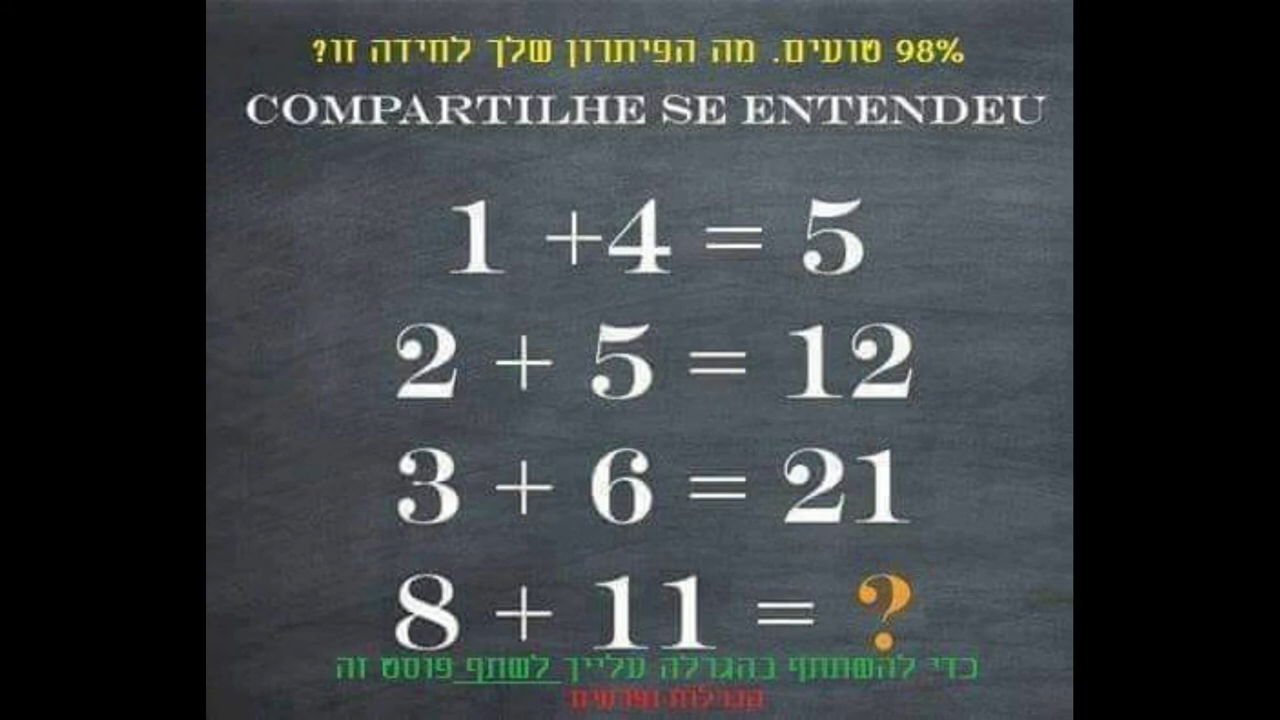 98% טועים. מה הפיתרון שלך לחידה זו?
COMPARTILHE SE ENTENDEU
1 +4 = 5
2 + 5 = 12
3 + 6 = 21
8 + 11 = ?
כדי להשתתף בהגרלה עלייך לשתף פוסט זה